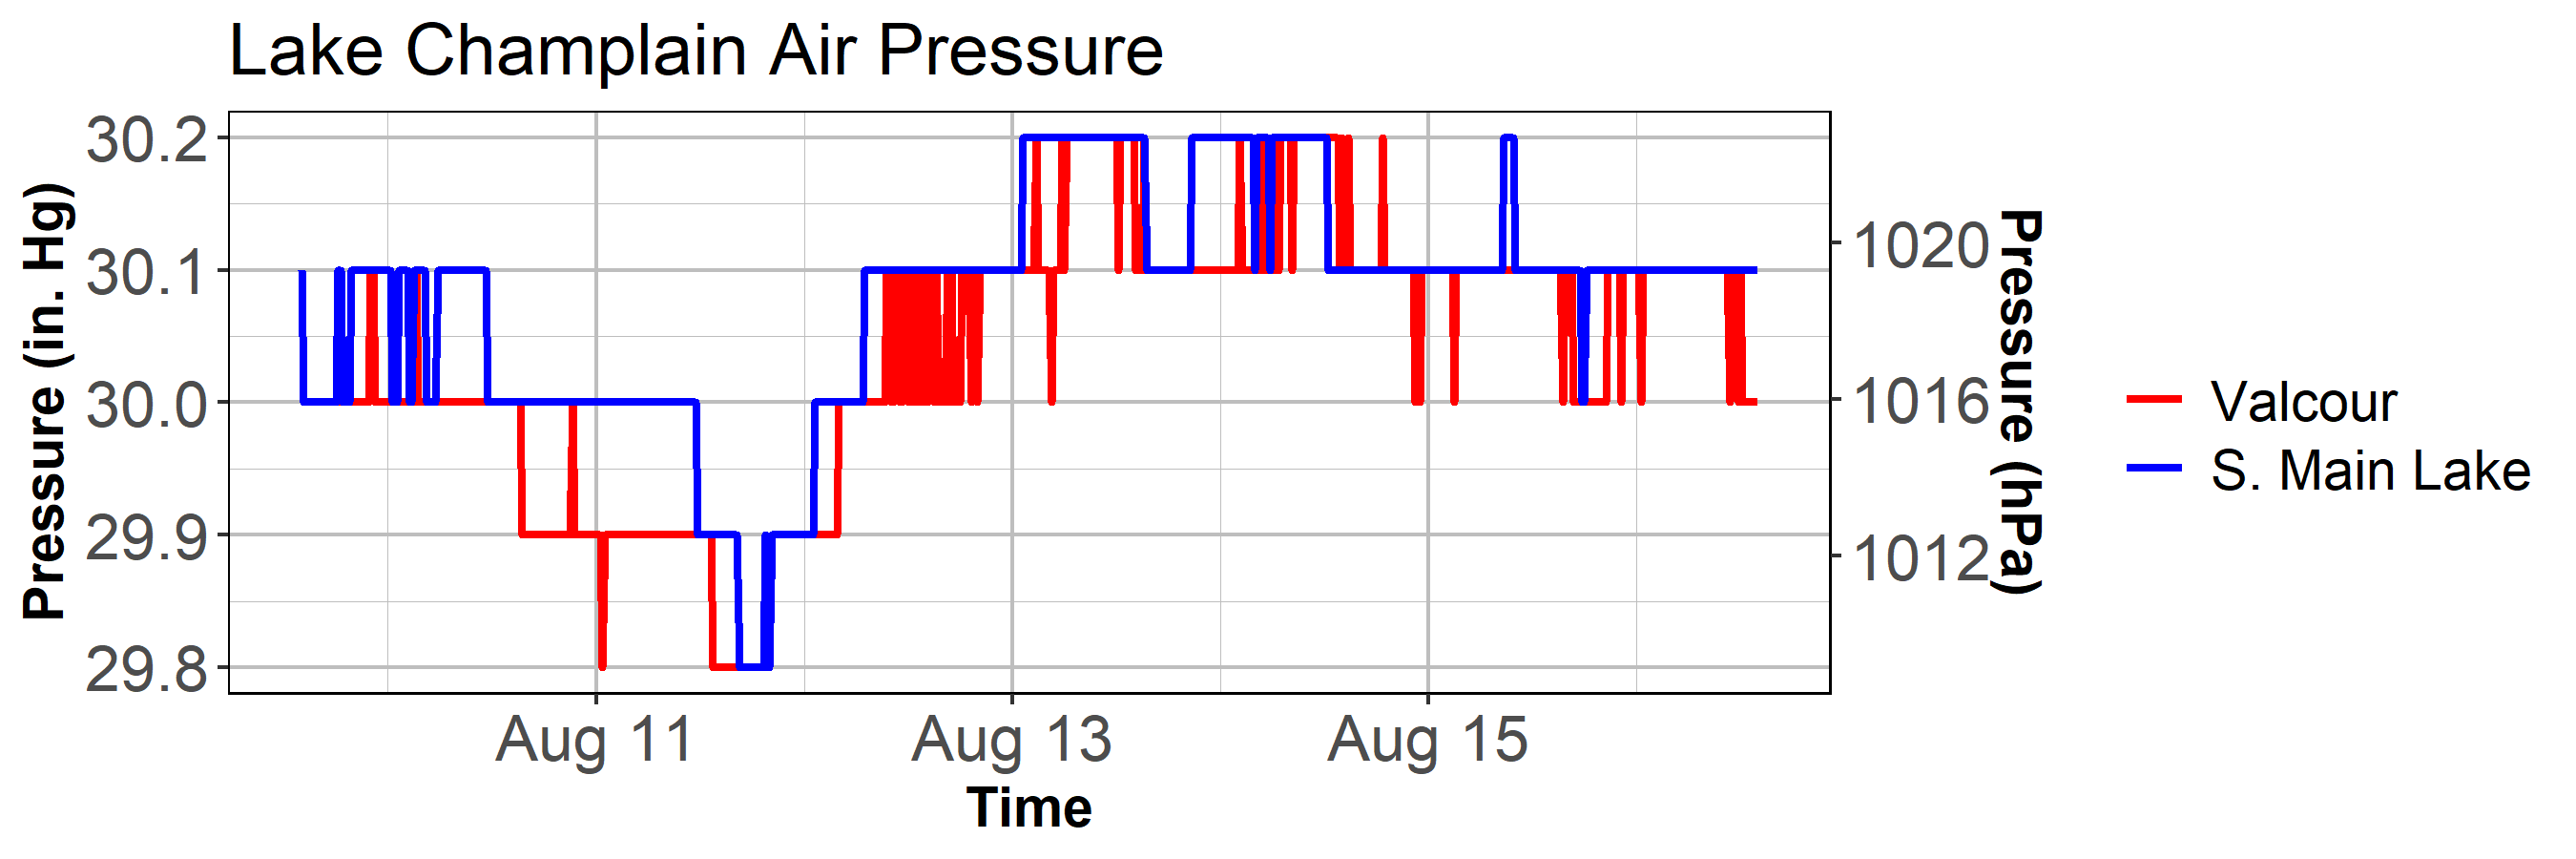 Lake Champlain Air Pressure
Pressure (in. Hg)
30.2
30.1
30.0
29.9
29.8
1020
1016
1012
Pressure (hPa)
Aug 11
Aug 13
Aug 15
Time
Valcour
S. Main Lake